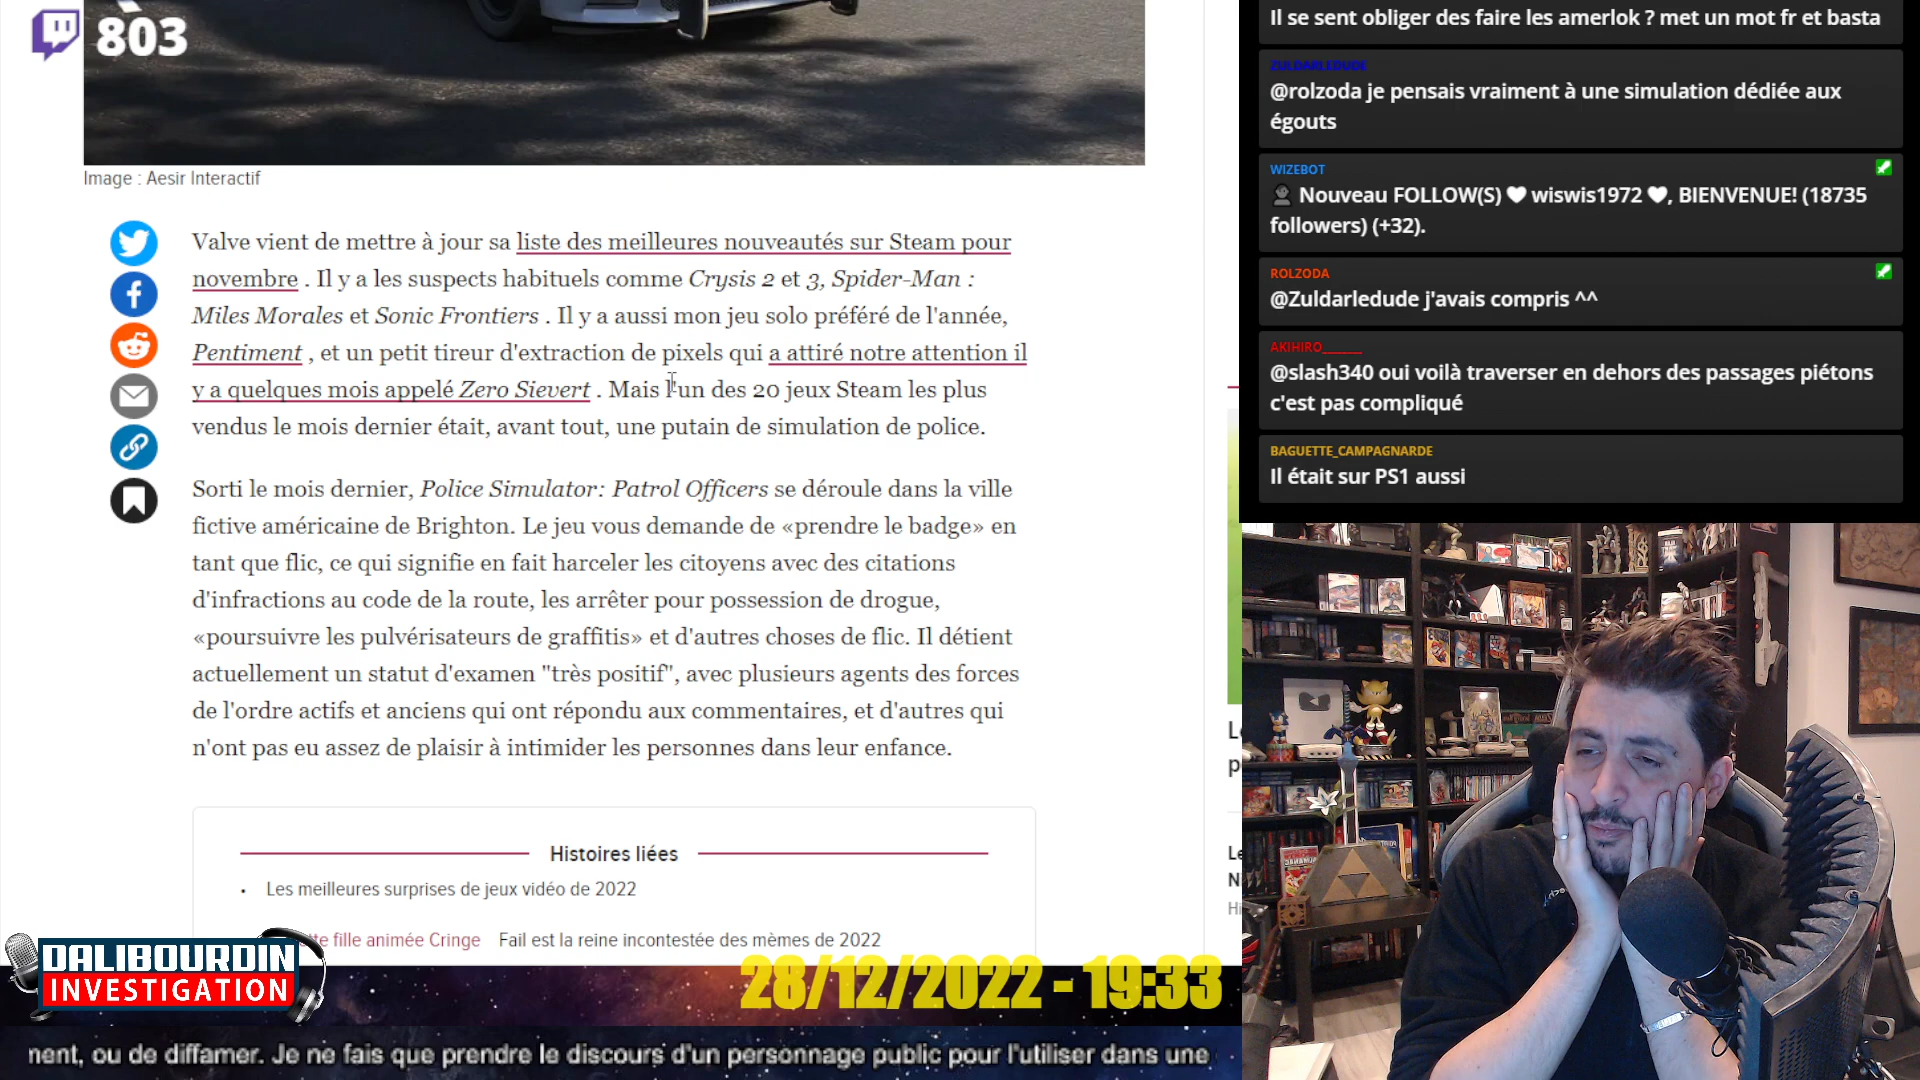 803
Image : Aesir Interactif
Valve vient de mettre à jour sa liste des meilleures nouveautés sur Steam pour
novembre . Il y a les suspects habituels comme Crysis 2 et 3, Spider-Man :
Miles Morales et Sonic Frontiers . Il y a aussi mon jeu solo préféré de l'année,
Pentiment , et un petit tireur d'extraction de pixels qui a attiré notre attention il
y a quelques mois appelé Zero Sievert . Mais l'un des 20 jeux Steam les plus
vendus le mois dernier était, avant tout, une putain de simulation de police.
Sorti le mois dernier, Police Simulator: Patrol Officers se déroule dans la ville
fictive américaine de Brighton. Le jeu vous demande de «prendre le badge» en
tant que flic, ce qui signifie en fait harceler les citoyens avec des citations
d'infractions au code de la route, les arrêter pour possession de drogue,
«poursuivre les pulvérisateurs de graffitis» et d'autres choses de flic. Il détient
actuellement un statut d'examen "très positif", avec plusieurs agents des forces
de l'ordre actifs et anciens qui ont répondu aux commentaires, et d'autres qui
n'ont pas eu assez de plaisir à intimider les personnes dans leur enfance.
Histoires liées
• Les meilleures surprises de jeux vidéo de 2022
tte fille animée Cringe Fail est la reine incontestée des mèmes de 2022
DALIBOURDIN
INVESTIGATION
28/12/2022 - 19:33
nent, ou de diffamer. Je ne fais que prendre le discours d'un personnage public pour l'utiliser dans une
Il se sent obliger des faire les amerlok ? met un mot fr et basta
ZULDARLEDUDE
@rolzoda je pensais vraiment à une simulation dédiée aux
égouts
WIZEBOT
Nouveau FOLLOW(S) ♥ wiswis1972 ♥, BIENVENUE! (18735
followers) (+32).
ROLZODA
@Zuldarledude j'avais compris ^^
AKIHIRO_______
@slash340 oui voilà traverser en dehors des passages piétons
c'est pas compliqué
BAGUETTE_CAMPAGNARDE
Il était sur PS1 aussi